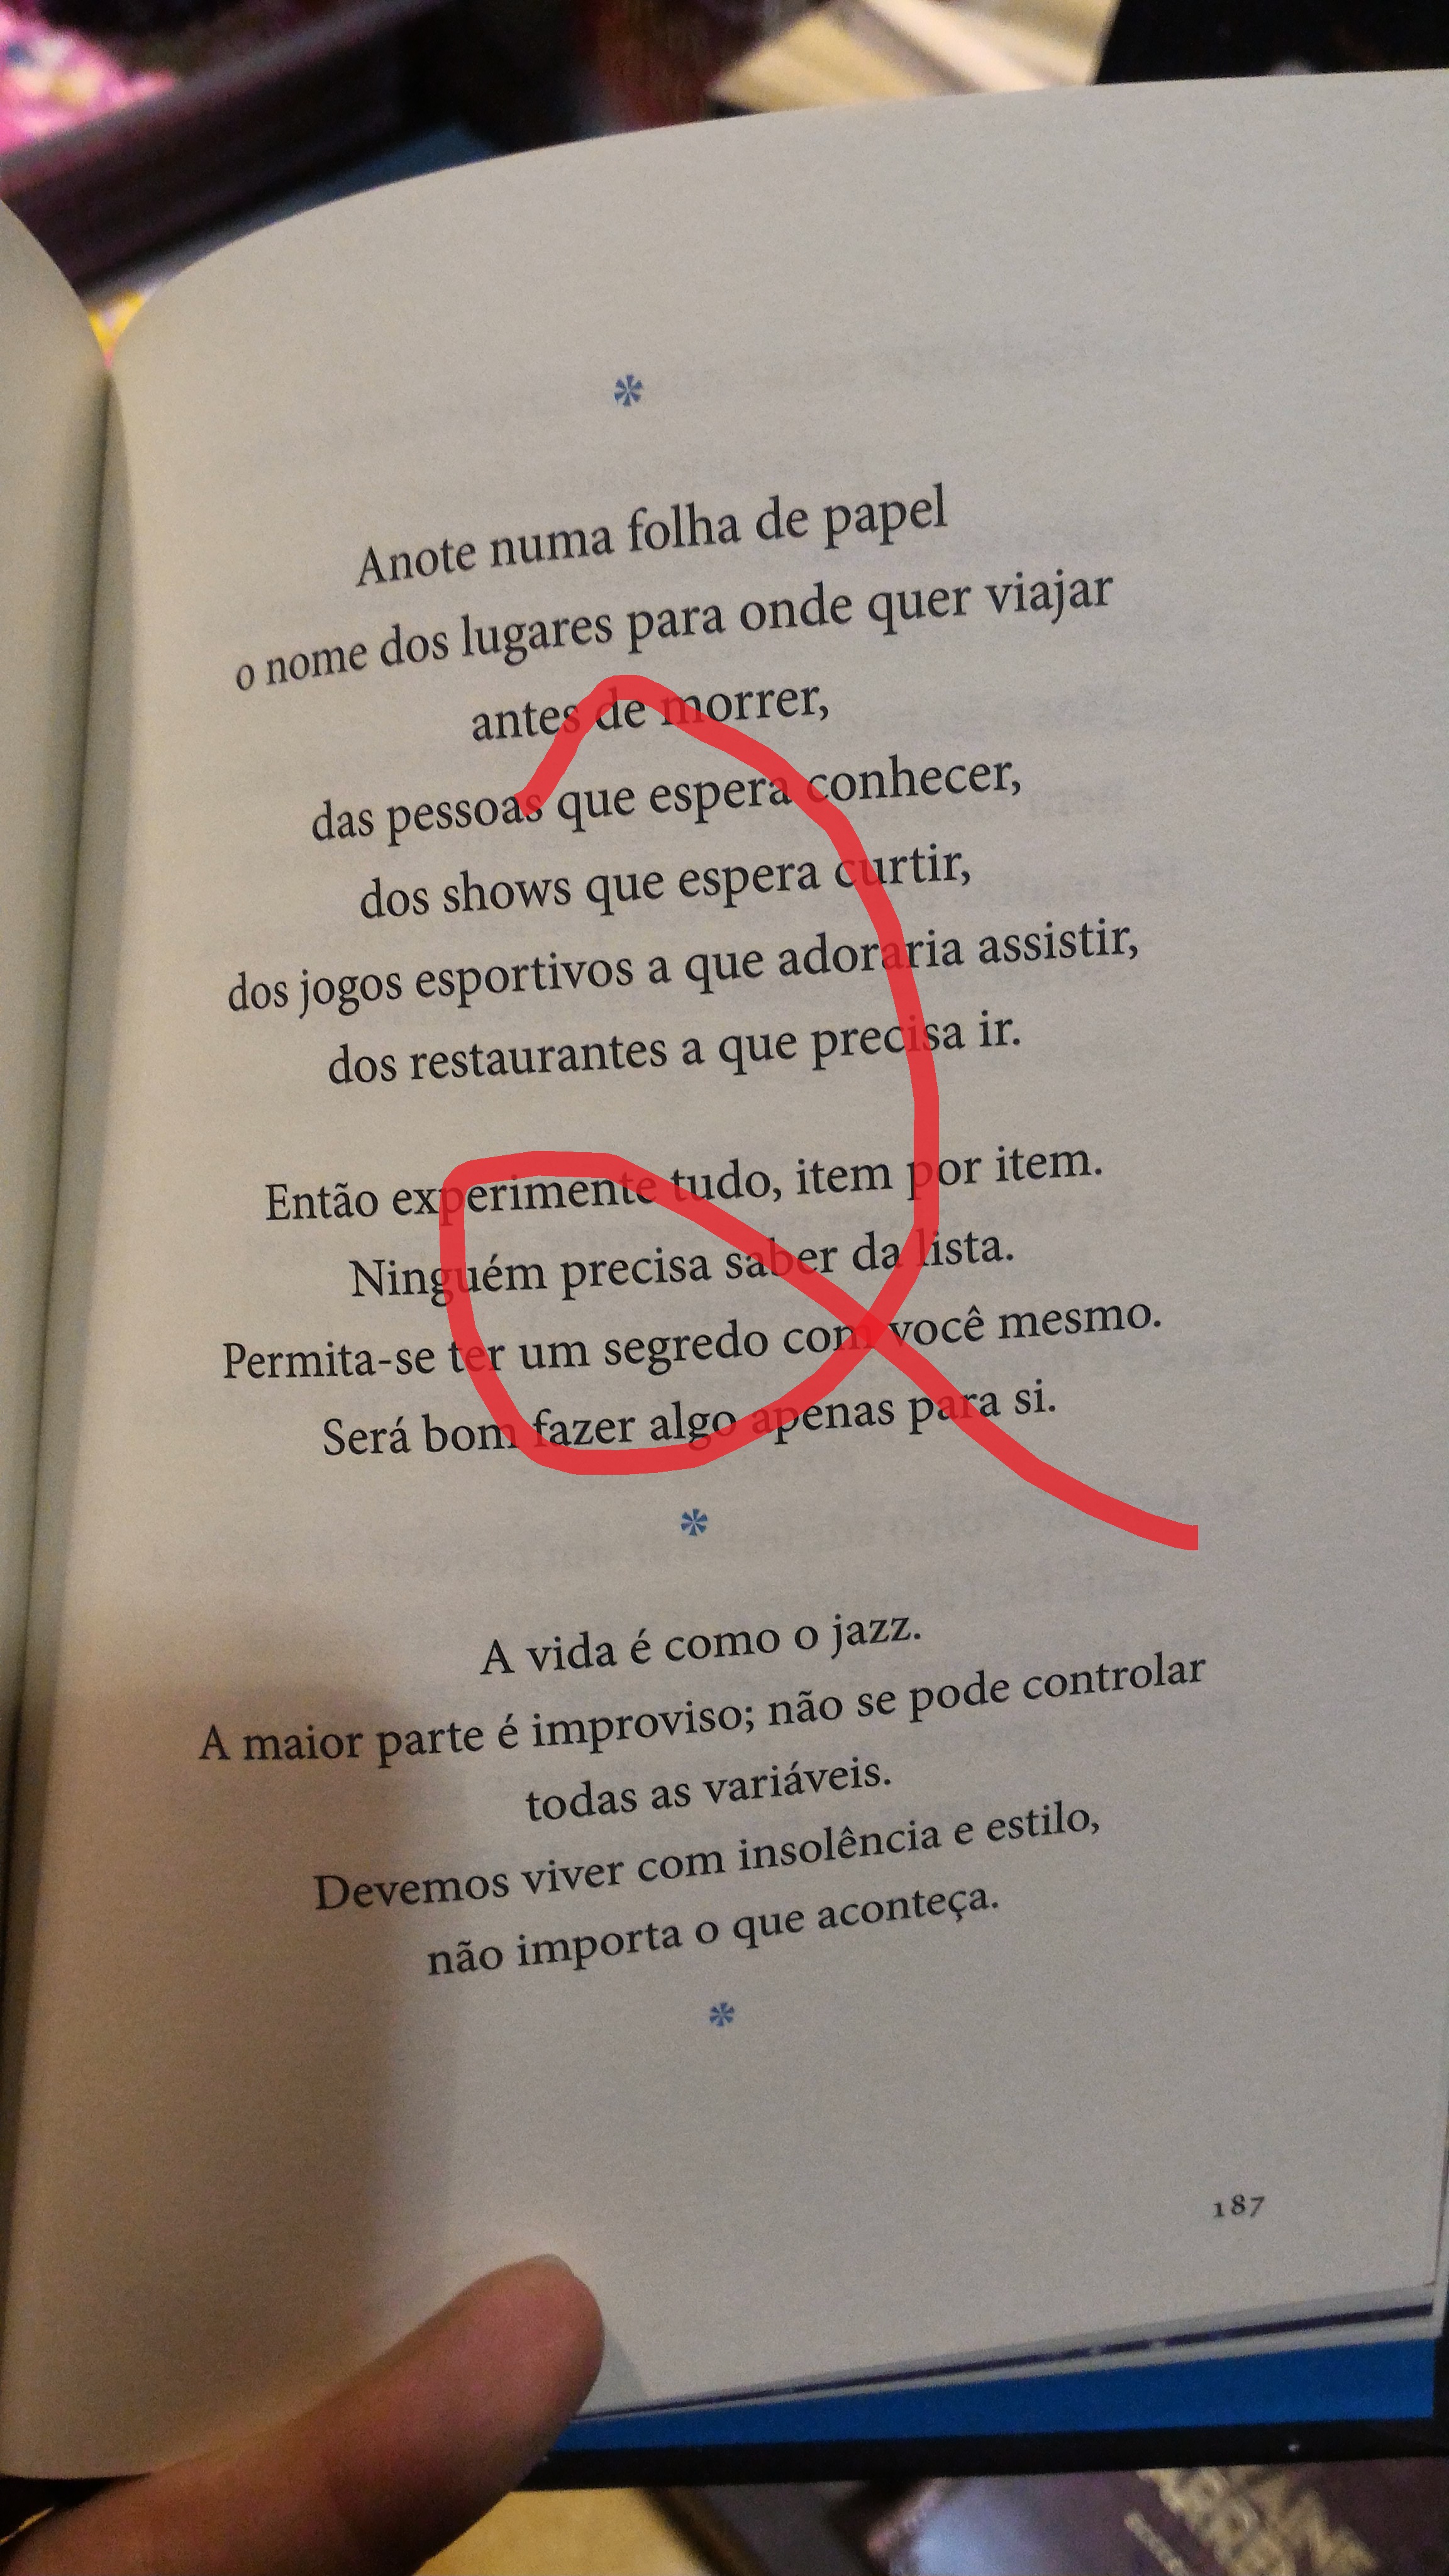 *
Anote numa folha de papel
o nome dos lugares para onde quer viajar
antes de morrer,
das pessoas que espera conhecer,
dos shows que espera curtir,
dos jogos esportivos a que adoraria assistir,
dos restaurantes a que precisa ir.
Então experimente tudo, item por item.
Ninguém precisa saber da lista.
Permita-se ter um segredo com você mesmo.
Será bom fazer algo apenas para si.
*
A vida é como o jazz.
A maior parte é improviso; não se pode controlar
todas as variáveis.
Devemos viver com insolência e estilo,
não importa o que aconteça.
*
187